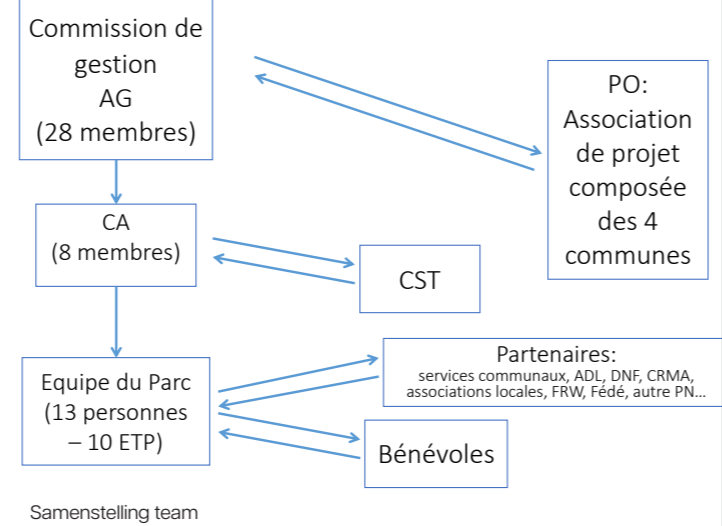 Commission de
gestion
AG
(28 membres)
PO:
Association
de projet
composée
des 4
communes
CA
(8 membres)
CST
Equipe du Parc
(13 personnes
– 10 ETP)
Partenaires:
services communaux, ADL, DNF, CRMA,
associations locales, FRW, Fédé, autre PN...
Bénévoles
Samenstelling team